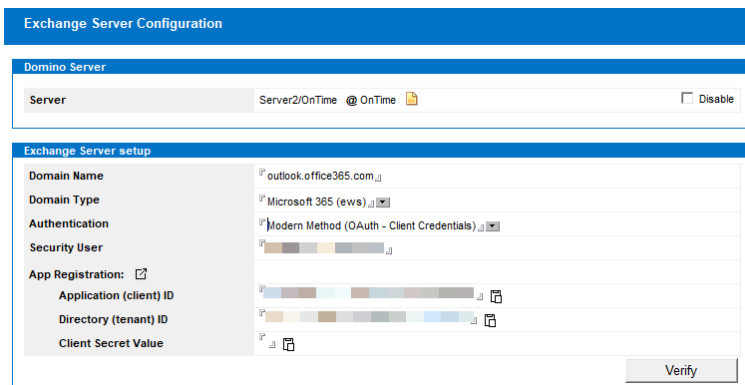 Exchange Server Configuration
Domino Server
Server Server2/OnTime @ OnTime Disable
Exchange Server setup
Domain Name outlook.office365.com
Domain Type Microsoft 365 (ews)
Authentication Modern Method (OAuth - Client Credentials)
Security User
App Registration:
Application (client) ID
Directory (tenant) ID
Client Secret Value
Verify